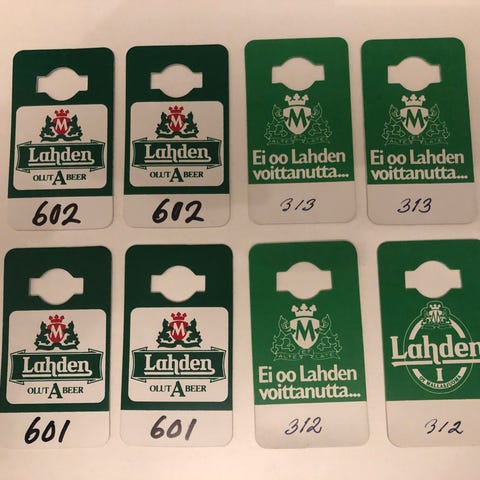 M
Lahden
OLUT A BEER
602
M
Lahden
OLUT A BEER
602
M
Ei oo Lahden
voittanutta...
313
M
Ei oo Lahden
voittanutta...
313
M
Lahden
OLUT A BEER
601
M
Lahden
OLUT A BEER
601
M
Ei oo Lahden
voittanutta...
312
Lahden
I
312